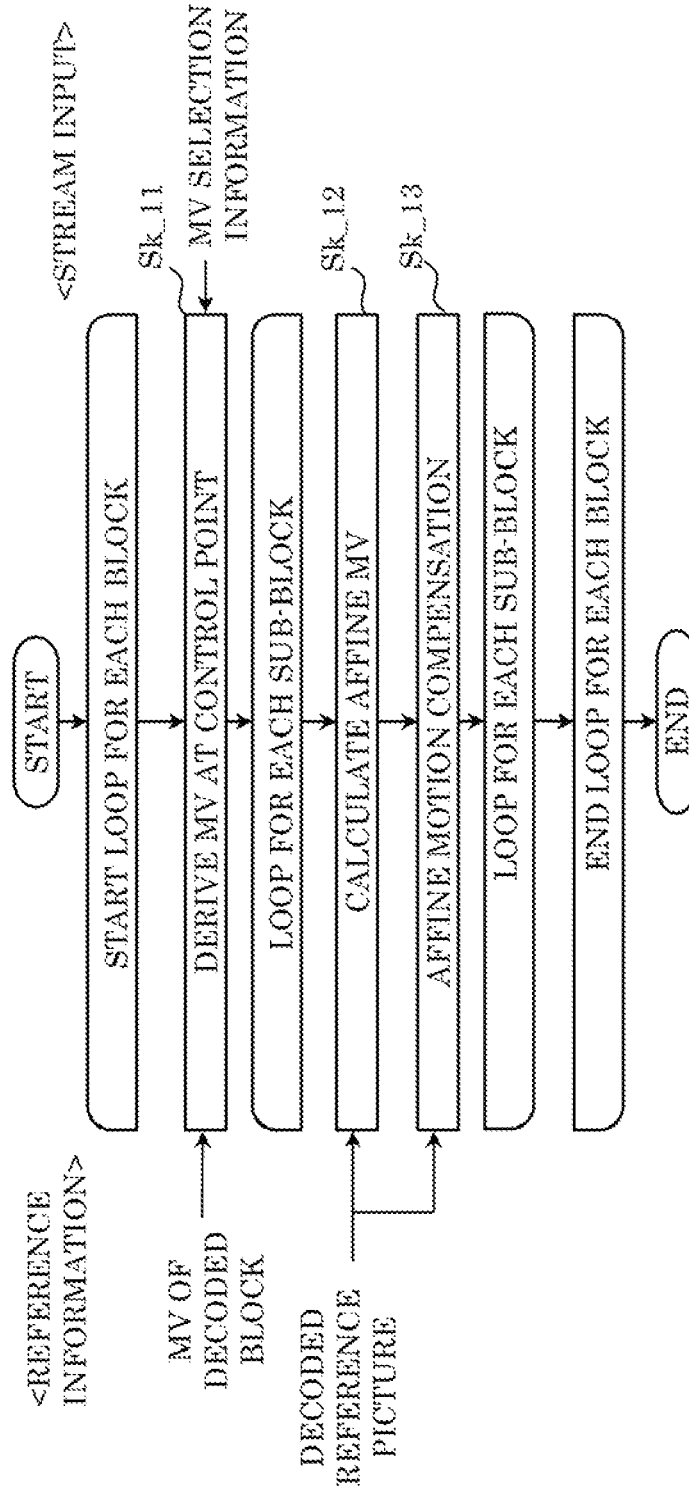 <REFERENCE
INFORMATION>
<STREAM INPUT>
START
START LOOP FOR EACH BLOCK
Sk_11
MV OF
DECODED
BLOCK
DERIVE MV AT CONTROL POINT
MV SELECTION
INFORMATION
LOOP FOR EACH SUB-BLOCK
DECODED
REFERENCE
PICTURE
CALCULATE AFFINE MV
Sk_12
AFFINE MOTION COMPENSATION
Sk_13
LOOP FOR EACH SUB-BLOCK
END LOOP FOR EACH BLOCK
END